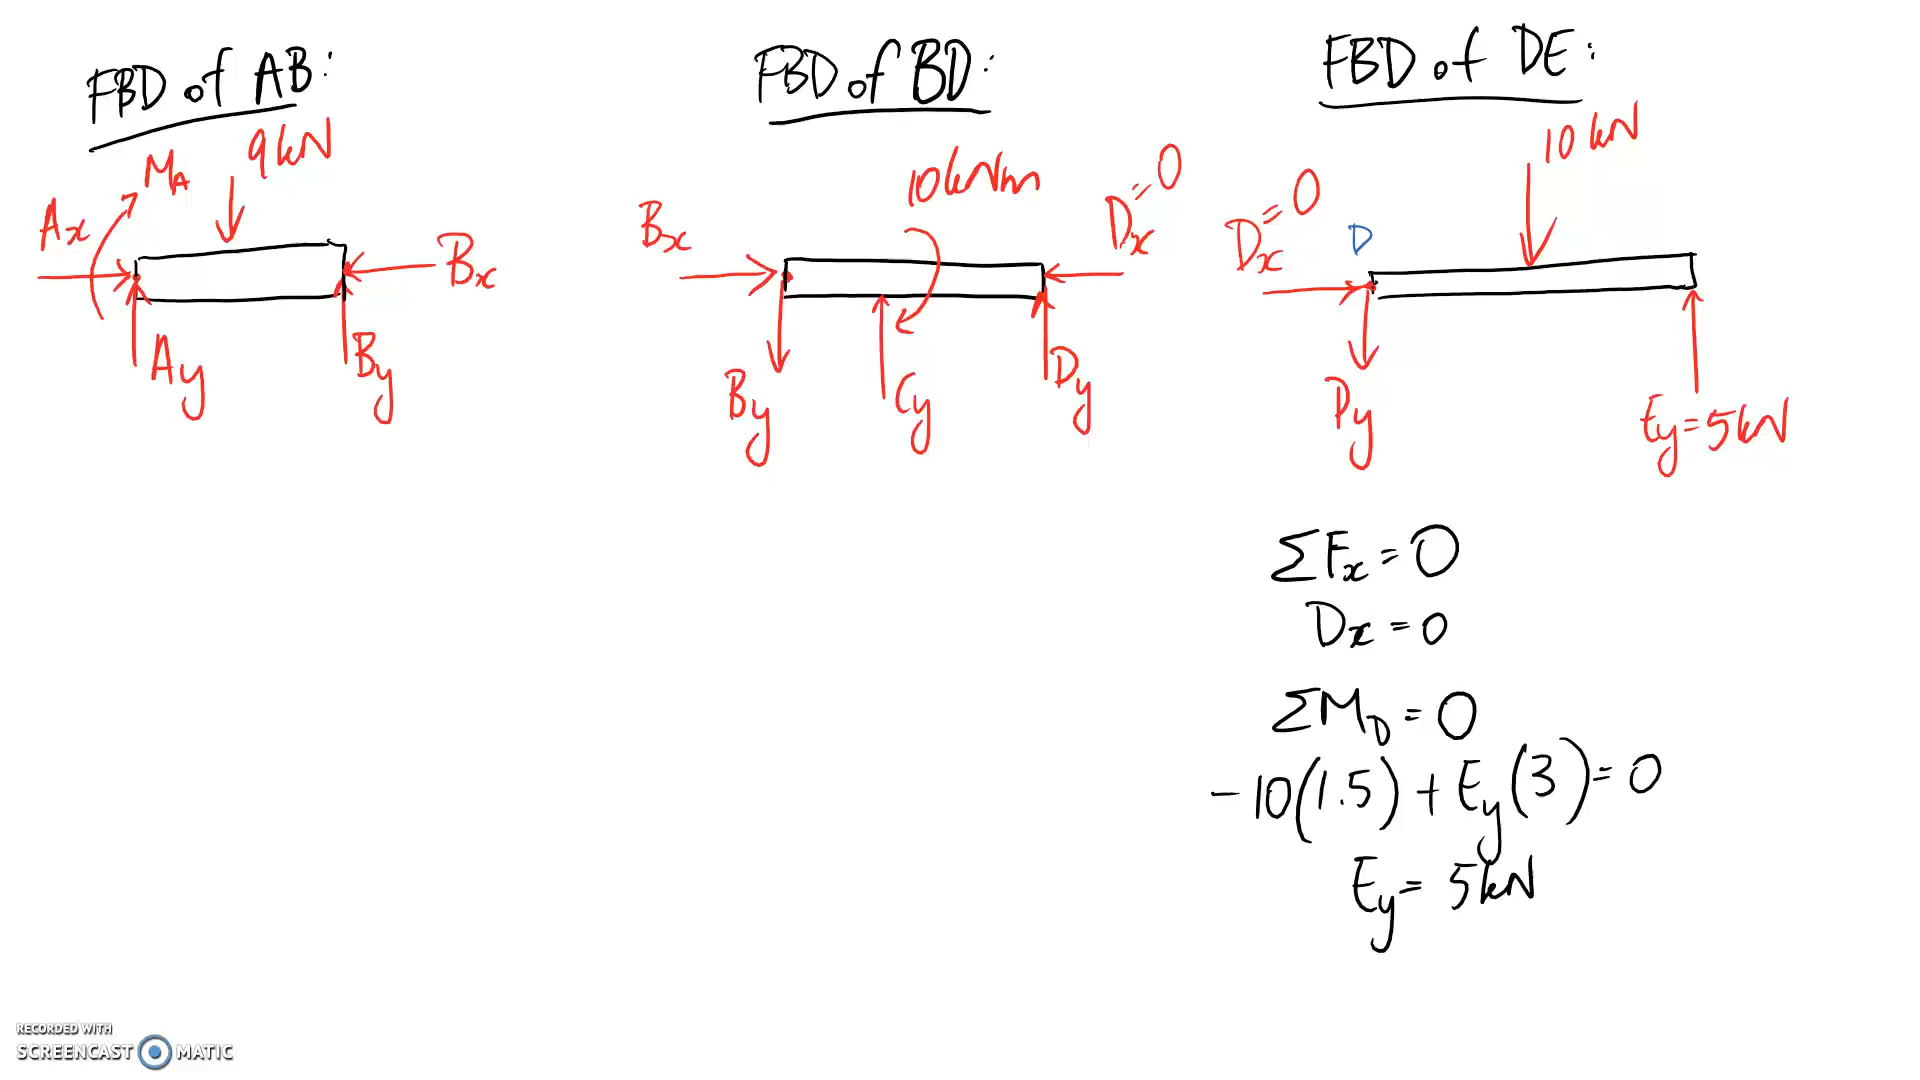 FBD of AB:
9kN
MA
Ax
Bx
Ay
By
FBD of BD:
10kNm
Bx
Dx=0
By
Cy
Dy
FBD of DE:
10kN
Dx=0
D
Dy
Ey=5kN
ΣFx=0
Dx=0
ΣMD=0
-10(1.5)+Ey(3)=0
Ey=5kN
RECORDED WITH
SCREENCAST MATIC